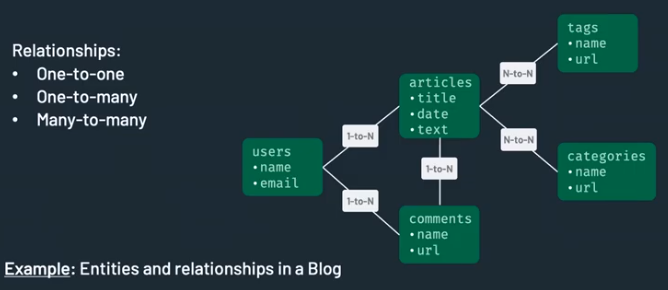 Relationships:
• One-to-one
• One-to-many
• Many-to-many
users
• name
• email
1-to-N
1-to-N
articles
• title
• date
• text
1-to-N
comments
• name
• url
N-to-N
N-to-N
tags
• name
• url
categories
• name
• url
Example: Entities and relationships in a Blog